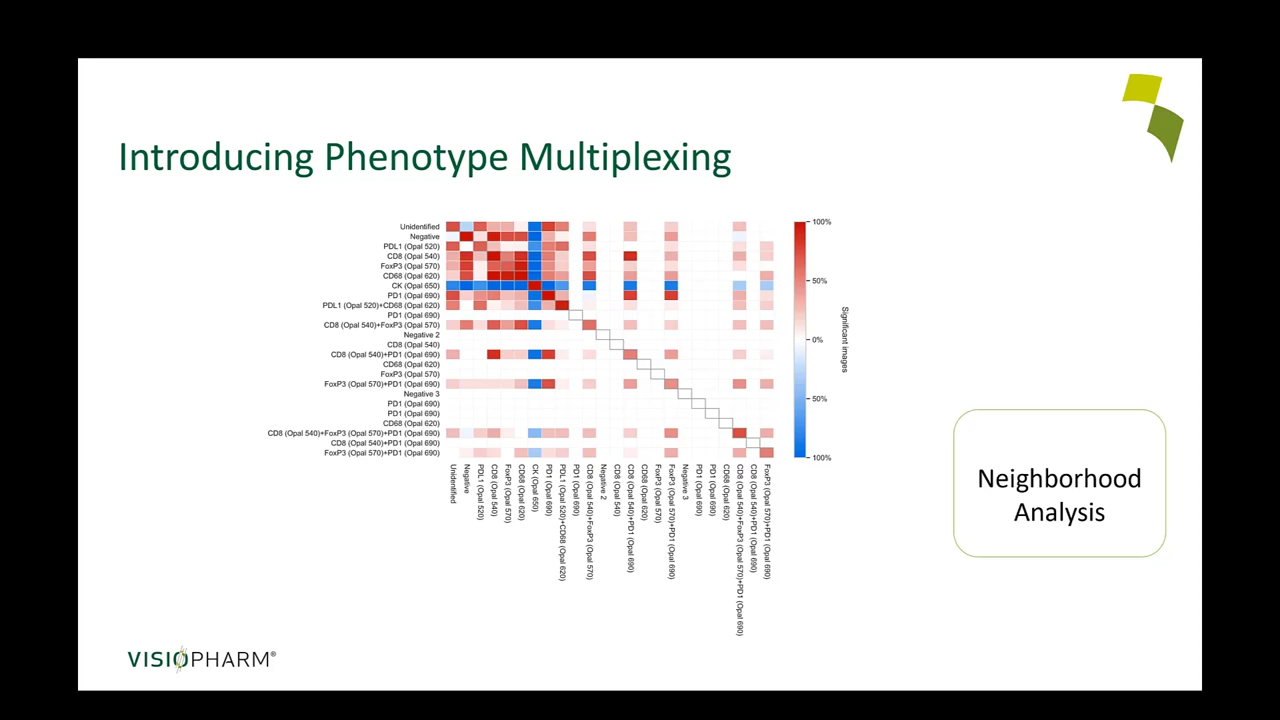 Introducing Phenotype Multiplexing
Unidentified
Negative
PDL1 (Opal 520)
CD8 (Opal 540)
FoxP3 (Opal 570)
CD68 (Opal 620)
CK (Opal 650)
PD1 (Opal 690)
PDL1 (Opal 520)+CD68 (Opal 620)
PD1 (Opal 690)
CD8 (Opal 540)+FoxP3 (Opal 570)
Negative 2
CD8 (Opal 540)
CD8 (Opal 540)+PD1 (Opal 690)
CD68 (Opal 620)
FoxP3 (Opal 570)
FoxP3 (Opal 570)+PD1 (Opal 690)
Negative 3
PD1 (Opal 690)
PD1 (Opal 690)
CD68 (Opal 620)
CD8 (Opal 540)+FoxP3 (Opal 570)+PD1 (Opal 690)
CD8 (Opal 540)+PD1 (Opal 690)
FoxP3 (Opal 570)+PD1 (Opal 690)
Unidentified
Negative
PDL1 (Opal 520)
CD8 (Opal 540)
FoxP3 (Opal 570)
CD68 (Opal 620)
CK (Opal 650)
PD1 (Opal 690)
PDL1 (Opal 520)+CD68 (Opal 620)
PD1 (Opal 690)
CD8 (Opal 540)+FoxP3 (Opal 570)
Negative 2
CD8 (Opal 540)
CD8 (Opal 540)+PD1 (Opal 690)
CD68 (Opal 620)
FoxP3 (Opal 570)
FoxP3 (Opal 570)+PD1 (Opal 690)
Negative 3
PD1 (Opal 690)
PD1 (Opal 690)
CD68 (Opal 620)
CD8 (Opal 540)+FoxP3 (Opal 570)+PD1 (Opal 690)
CD8 (Opal 540)+PD1 (Opal 690)
FoxP3 (Opal 570)+PD1 (Opal 690)
100%
50%
0%
50%
100%
Significant images
Neighborhood
Analysis
VISIOPHARM®